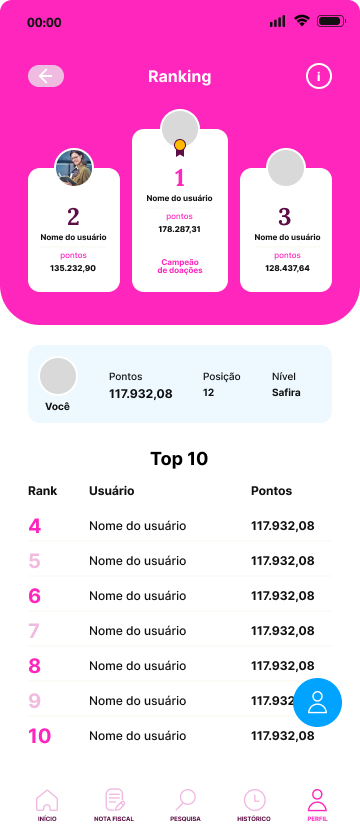 00:00
Ranking
i
1
Nome do usuário
pontos
178.287,31
Campeão
de doações
2
Nome do usuário
pontos
135.232,90
3
Nome do usuário
pontos
128.437,64
Você
Pontos
117.932,08
Posição
12
Nível
Safira
Top 10
Rank Usuário Pontos
4 Nome do usuário 117.932,08
5 Nome do usuário 117.932,08
6 Nome do usuário 117.932,08
7 Nome do usuário 117.932,08
8 Nome do usuário 117.932,08
9 Nome do usuário
10 Nome do usuário 117.932,08
INÍCIO NOTA FISCAL PESQUISA HISTÓRICO PERFIL